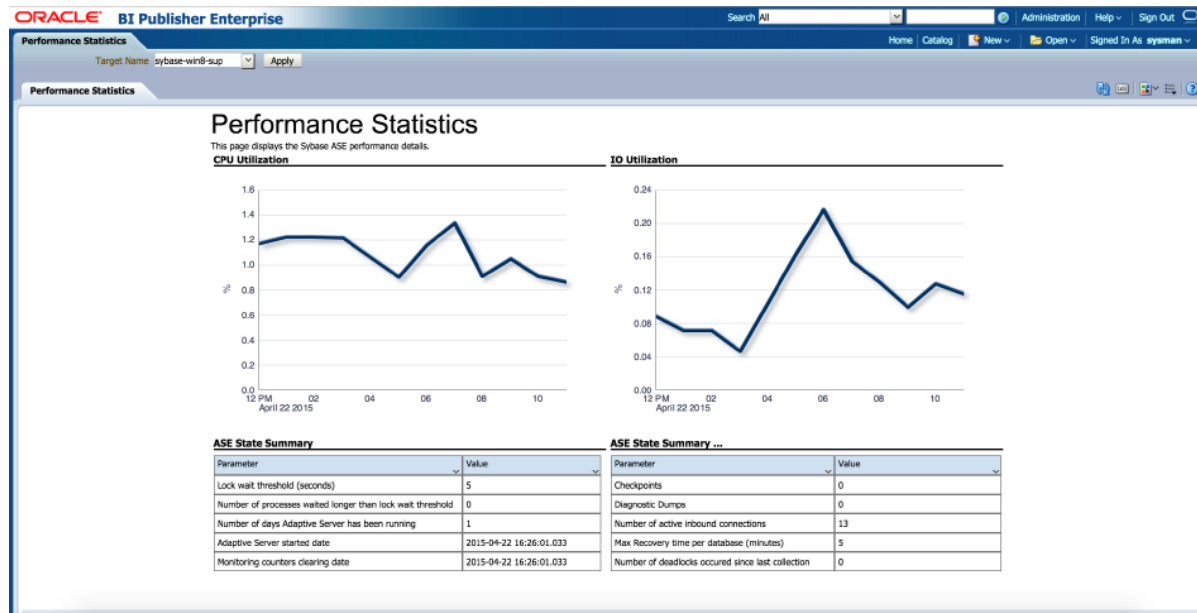 ORACLE BI Publisher Enterprise
Search All
Administration Help Sign Out
Performance Statistics
Home Catalog New Open Signed In As sysman
Target Name sybase-win8-sup Apply
Performance Statistics
Performance Statistics
This page displays the Sybase ASE performance details.
CPU Utilization
1.6
1.4
1.2
1.0
0.8
0.6
0.4
0.2
0.0
%
12 PM 02 04 06 08 10
April 22 2015
IO Utilization
0.24
0.20
0.16
0.12
0.08
0.04
0.00
%
12 PM 02 04 06 08 10
April 22 2015
ASE State Summary
Parameter Value
Lock wait threshold (seconds) 5
Number of processes waited longer than lock wait threshold 0
Number of days Adaptive Server has been running 1
Adaptive Server started date 2015-04-22 16:26:01.033
Monitoring counters clearing date 2015-04-22 16:26:01.033
ASE State Summary ...
Parameter Value
Checkpoints 0
Diagnostic Dumps 0
Number of active inbound connections 13
Max Recovery time per database (minutes) 5
Number of deadlocks occured since last collection 0